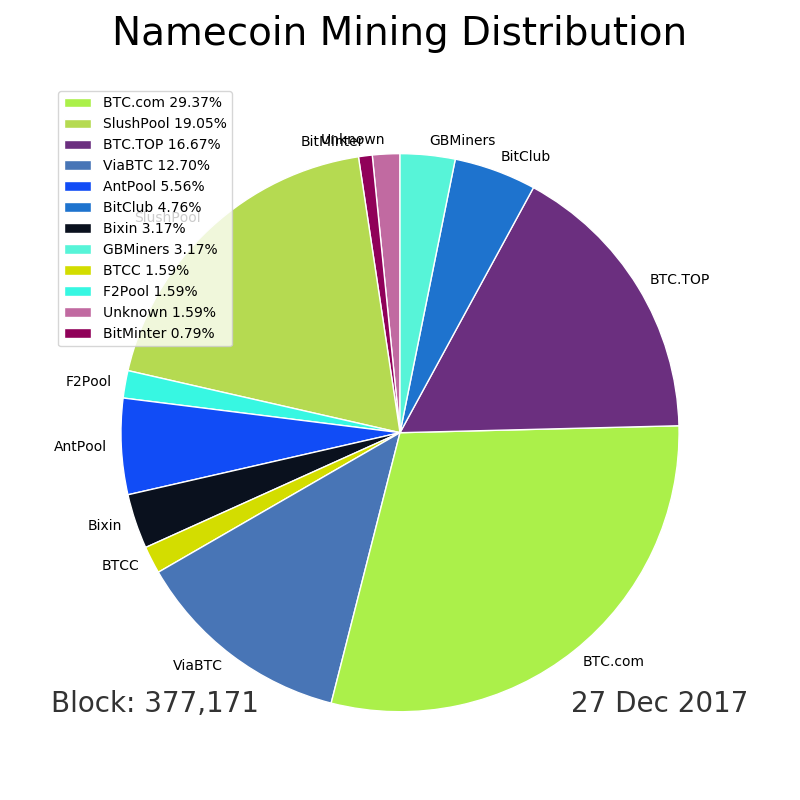 Namecoin Mining Distribution
BTC.com 29.37%
SlushPool 19.05%
BTC.TOP 16.67%
ViaBTC 12.70%
AntPool 5.56%
BitClub 4.76%
Bixin 3.17%
GBMiners 3.17%
BTCC 1.59%
F2Pool 1.59%
Unknown 1.59%
BitMinter 0.79%
BitMinter
Unknown
GBMiners
BitClub
SlushPool
BTC.TOP
F2Pool
AntPool
Bixin
BTCC
ViaBTC
BTC.com
Block: 377,171
27 Dec 2017